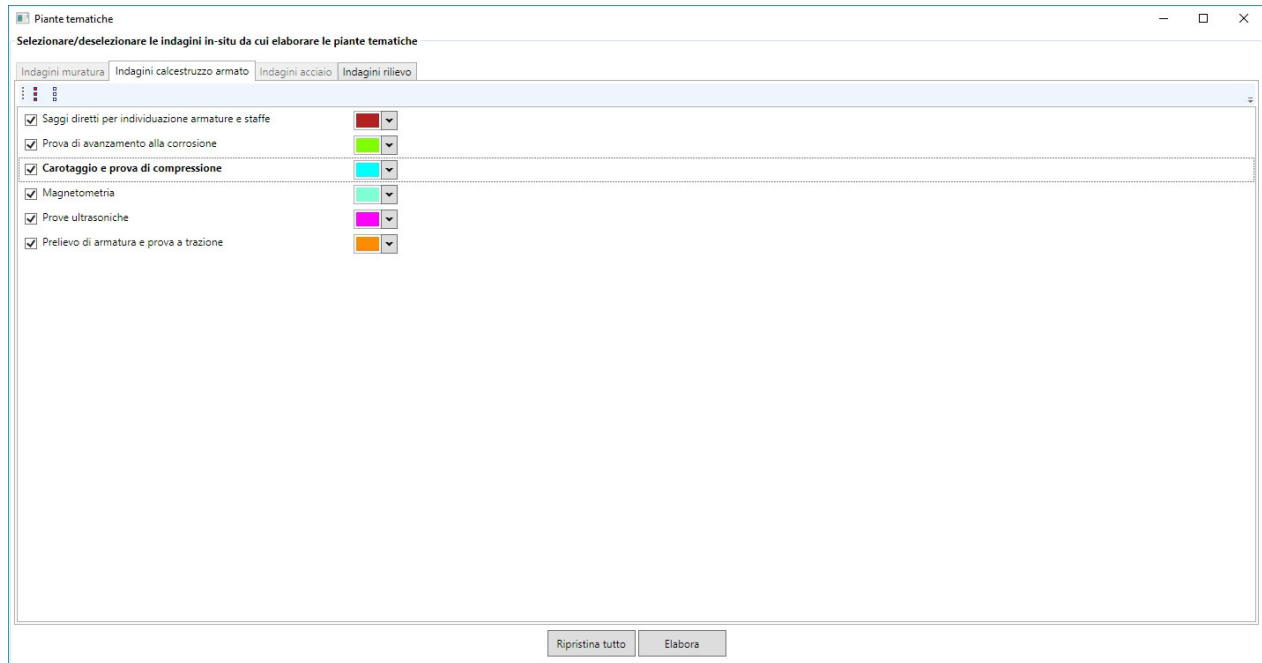 Piante tematiche
Selezionare/deselezionare le indagini in-situ da cui elaborare le piante tematiche
Indagini muratura Indagini calcestruzzo armato Indagini acciaio Indagini rilievo
Saggi diretti per individuazione armature e staffe
Prova di avanzamento alla corrosione
Carotaggio e prova di compressione
Magnetometria
Prove ultrasoniche
Prelievo di armatura e prova a trazione
Ripristina tutto Elabora